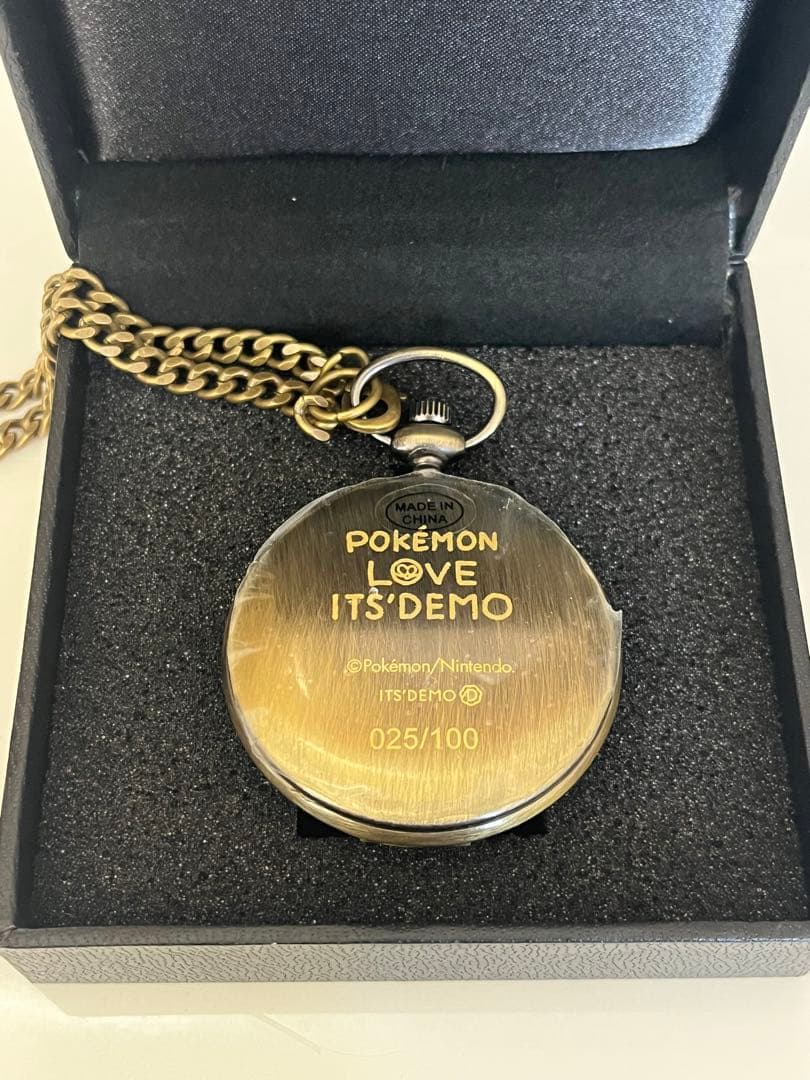 MADE IN
CHINA
POKÉMON
LOVE
ITS'DEMO
©Pokémon/Nintendo.
ITS'DEMO
025/100